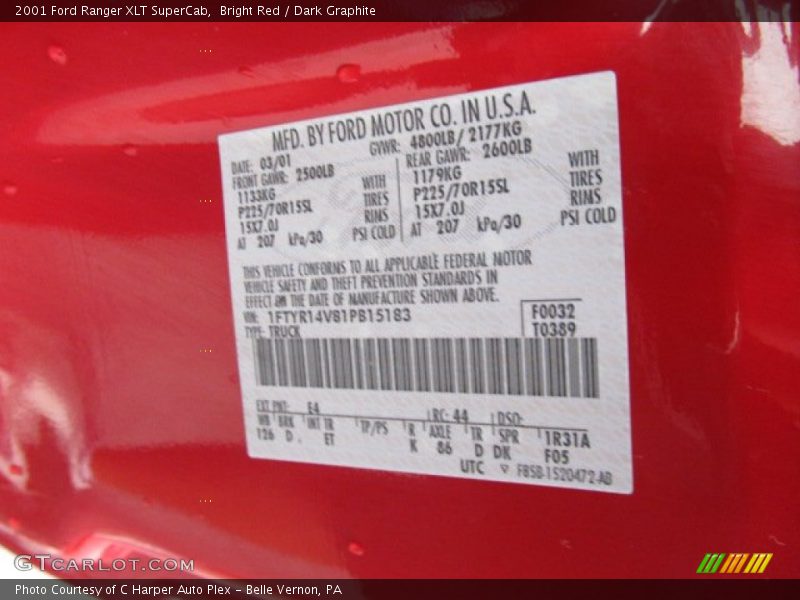 2001 Ford Ranger XLT SuperCab,  Bright Red / Dark Graphite
MFD. BY FORD MOTOR CO. IN U.S.A.
DATE: 03/01 GVWR: 4800LB/ 2177KG
FRONT GAWR: 2500LB REAR GAWR: 2600LB
1133KG WITH 1179KG WITH
P225/70R15SL TIRES P225/70R15SL TIRES
15X7.0J RIMS 15X7.0J RIMS
AT 207 kPa/30 PSI COLD AT 207 kPa/30 PSI COLD
THIS VEHICLE CONFORMS TO ALL APPLICABLE FEDERAL MOTOR
VEHICLE SAFETY AND THEFT PREVENTION STANDARDS IN
EFFECT ON THE DATE OF MANUFACTURE SHOWN ABOVE.
VIN: 1FTYR14V81PB15183 F0032
TYPE: TRUCK T0389
EXT PNT: E4 RC: 44 DSO:
WB BRK INT TR TP/PS R AXLE TR SPR 1R31A
126 D . ET K 86 D DK F05
UTC F85B-1520472-AB
GTCARLOT.COM
Photo Courtesy of C Harper Auto Plex – Belle Vernon, PA